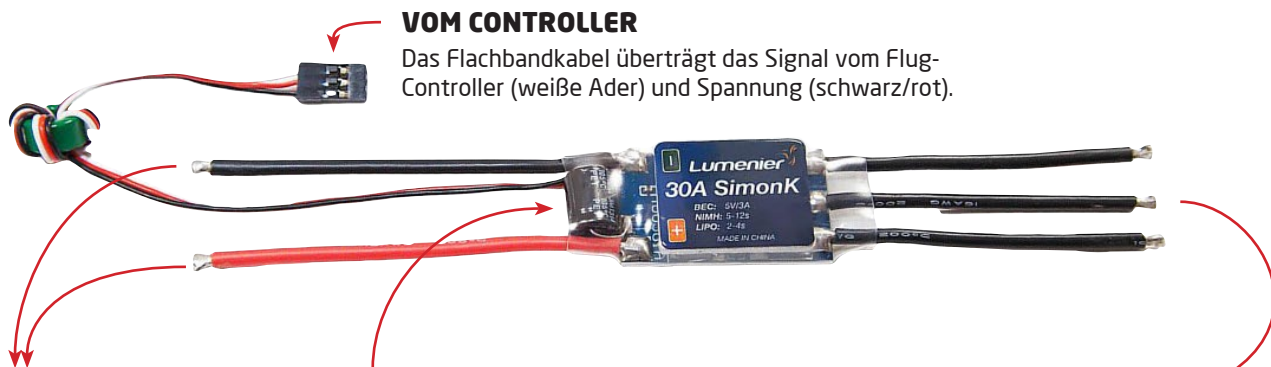 VOM CONTROLLER
Das Flachbandkabel überträgt das Signal vom Flug-
Controller (weiße Ader) und Spannung (schwarz/rot).
Lumenier
30A SimonK
BEC: 5V/3A
NIMH: 5-12s
LIPO: 2-4s
MADE IN CHINA